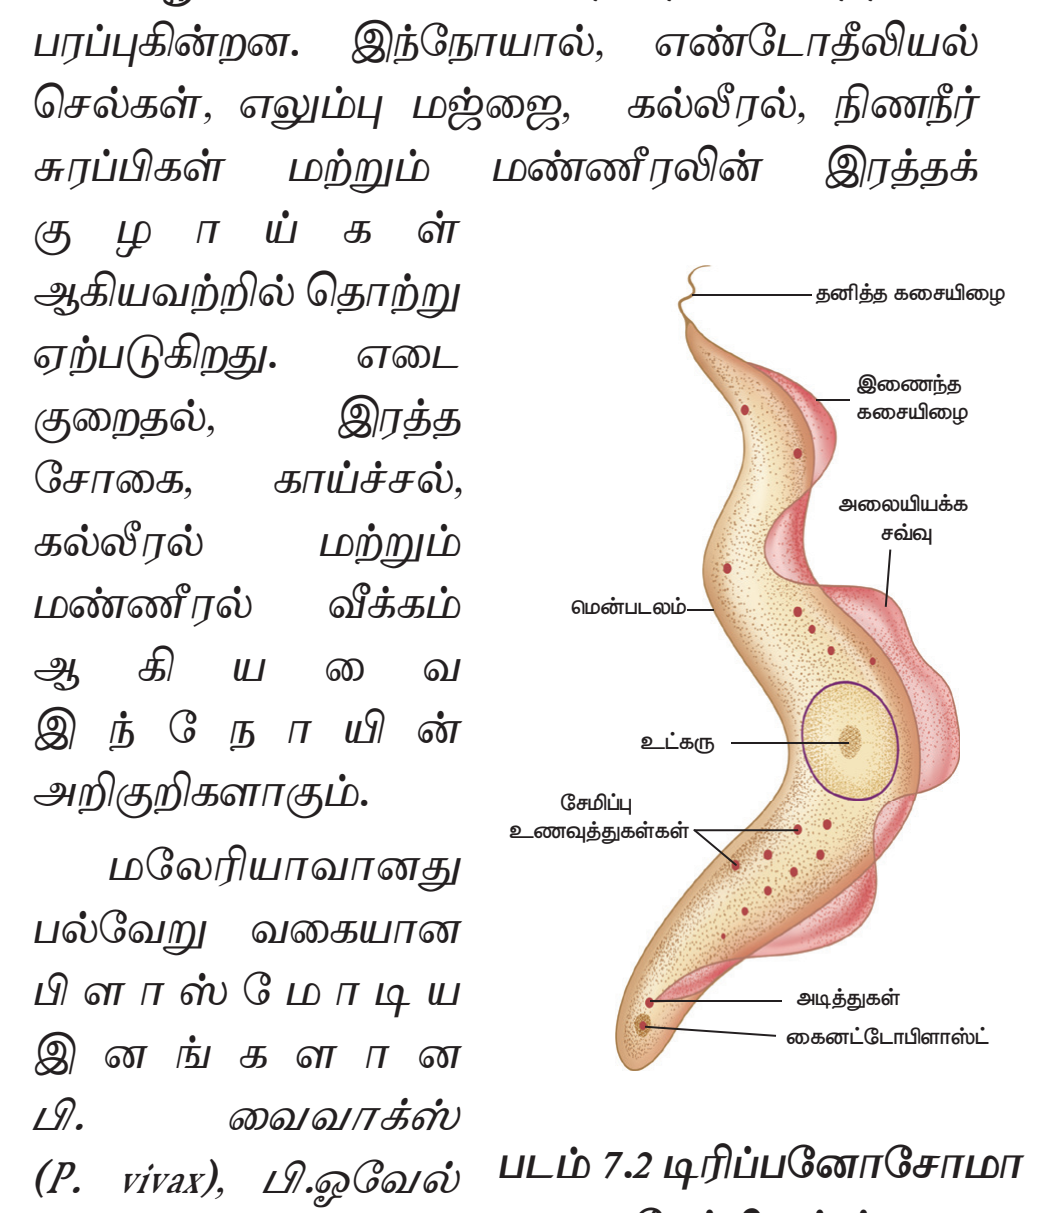 பரப்புகின்றன. இந்நோயால், எண்டோதீலியல்
செல்கள், எலும்பு மஜ்ஜை, கல்லீரல், நிணநீர்
சுரப்பிகள் மற்றும் மண்ணீரலின் இரத்தக்
குழாய்கள்
ஆகியவற்றில் தொற்று
ஏற்படுகிறது. எடை
குறைதல், இரத்த
சோகை, காய்ச்சல்,
கல்லீரல் மற்றும்
மண்ணீரல் வீக்கம்
ஆகியவை
இந்நோயின்
அறிகுறிகளாகும்.
மலேரியாவானது
பல்வேறு வகையான
பிளாஸ்மோடிய
இனங்களான
பி. வைவாக்ஸ்
(P. vivax), பி.ஓவேல்
தனித்த கசையிழை
இணைந்த
கசையிழை
அலையியக்க
சவ்வு
மென்படலம்
உட்கரு
சேமிப்பு
உணவுத்துகள்கள்
அடித்துகள்
கைனட்டோபிளாஸ்ட்
படம் 7.2 டிரிப்பனோசோமா